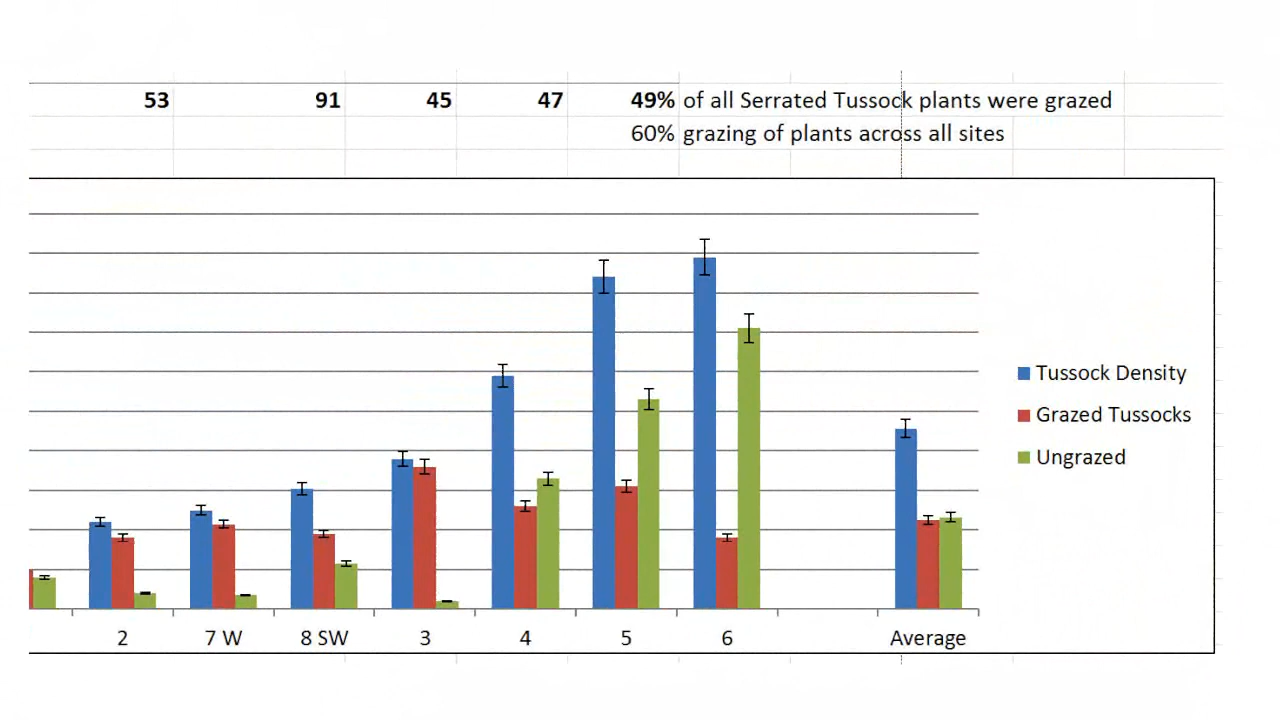 53 91 45 47 49% of all Serrated Tussock plants were grazed
60% grazing of plants across all sites
Tussock Density
Grazed Tussocks
Ungrazed
2 7 W 8 SW 3 4 5 6 Average